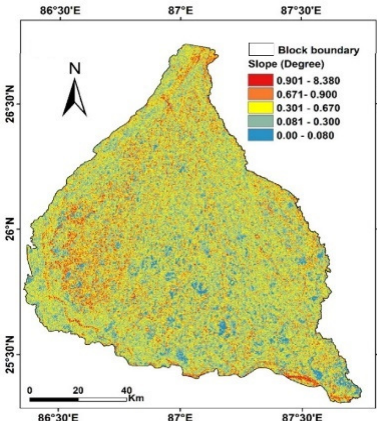 86°30'E 87°0'E 87°30'E
N
Block boundary
Slope (Degree)
0.901 - 8.380
0.671- 0.900
0.301 - 0.670
0.081 - 0.300
0.00 - 0.080
26°30'N
26°N
25°30'N
0 20 40
Km
86°30'E 87°0'E 87°30'E